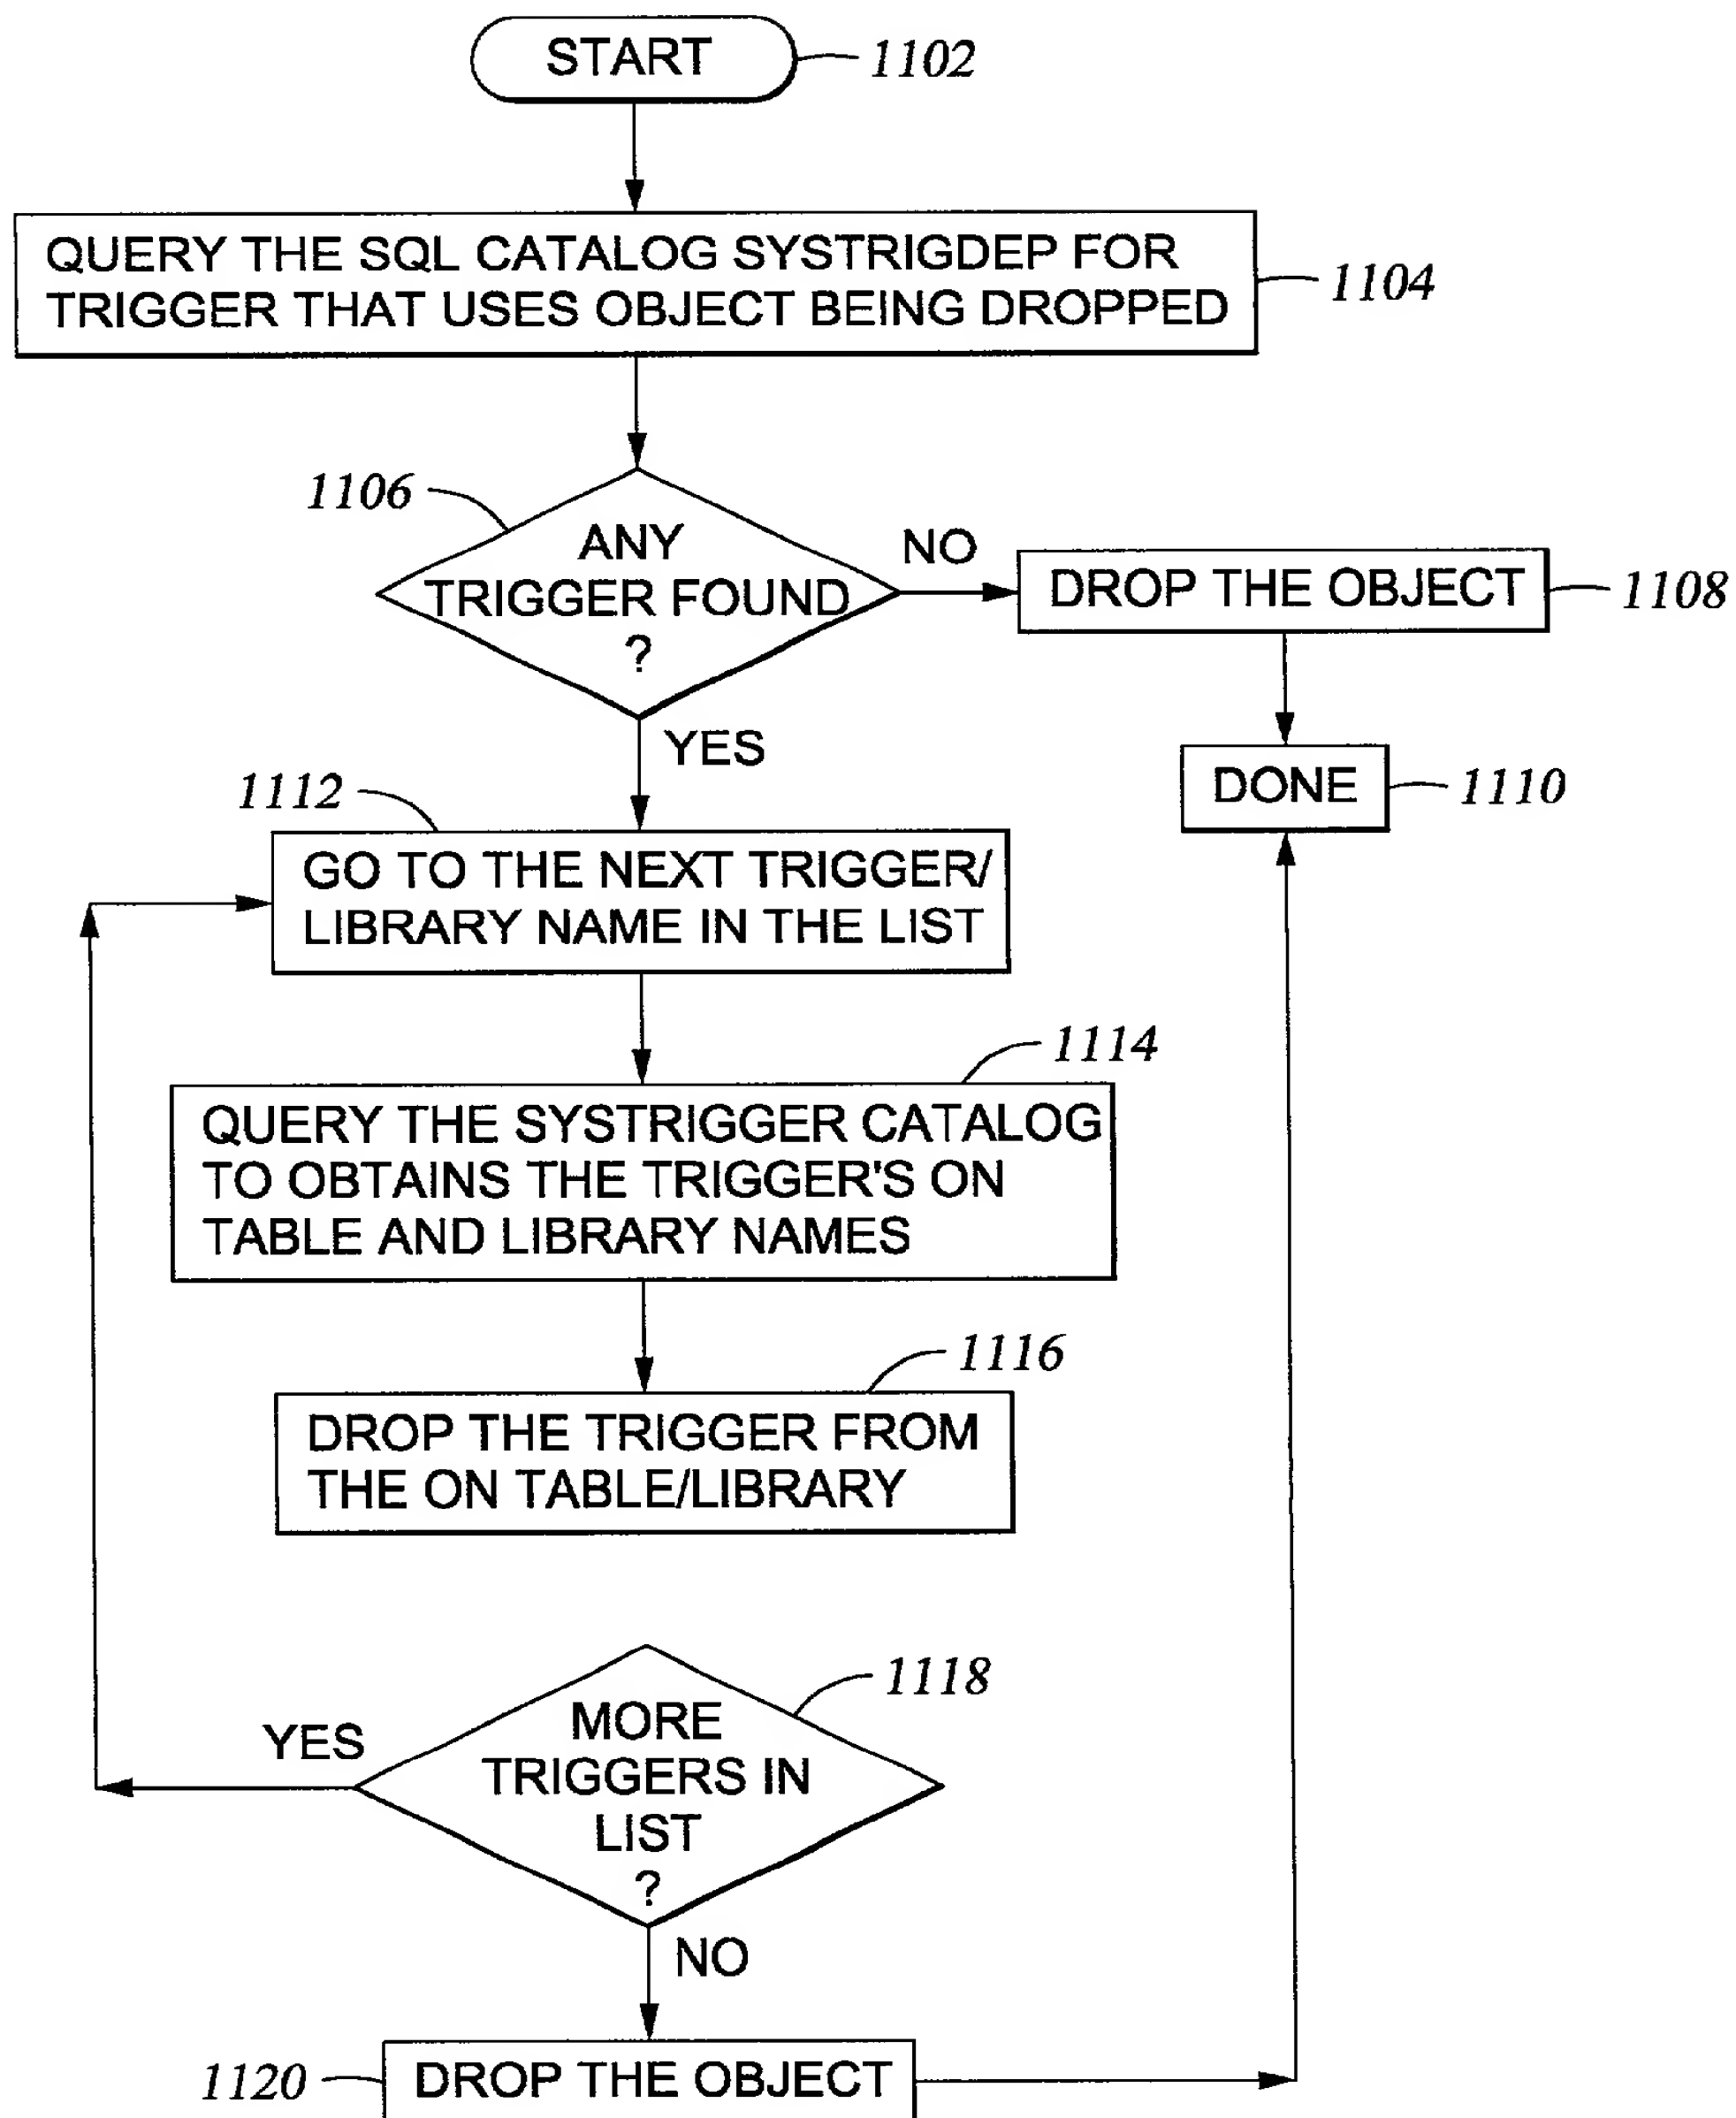 START
1102
QUERY THE SQL CATALOG SYSTRIGDEP FOR
TRIGGER THAT USES OBJECT BEING DROPPED
1104
1106
ANY
TRIGGER FOUND
?
NO
DROP THE OBJECT
1108
YES
DONE
1110
1112
GO TO THE NEXT TRIGGER/
LIBRARY NAME IN THE LIST
1114
QUERY THE SYSTRIGGER CATALOG
TO OBTAINS THE TRIGGER'S ON
TABLE AND LIBRARY NAMES
1116
DROP THE TRIGGER FROM
THE ON TABLE/LIBRARY
1118
MORE
TRIGGERS IN
LIST
?
YES
NO
1120
DROP THE OBJECT